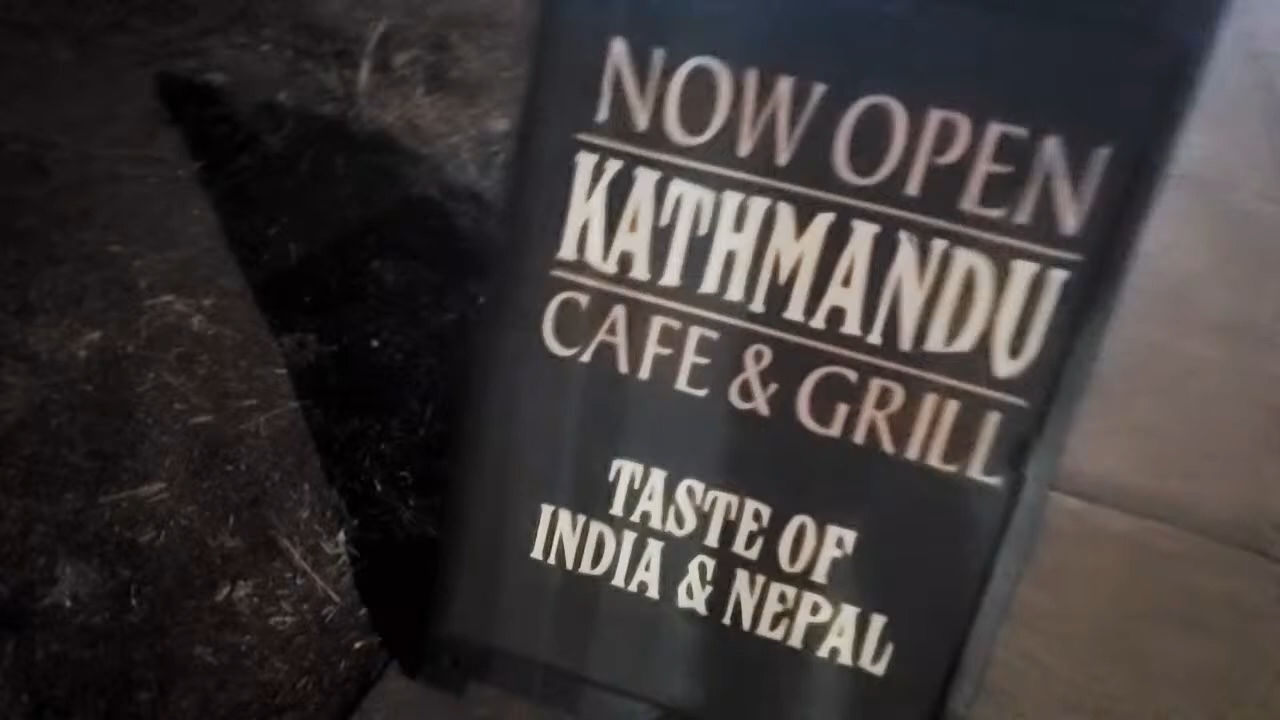 NOW OPEN
KATHMANDU
CAFE & GRILL
TASTE OF
INDIA & NEPAL